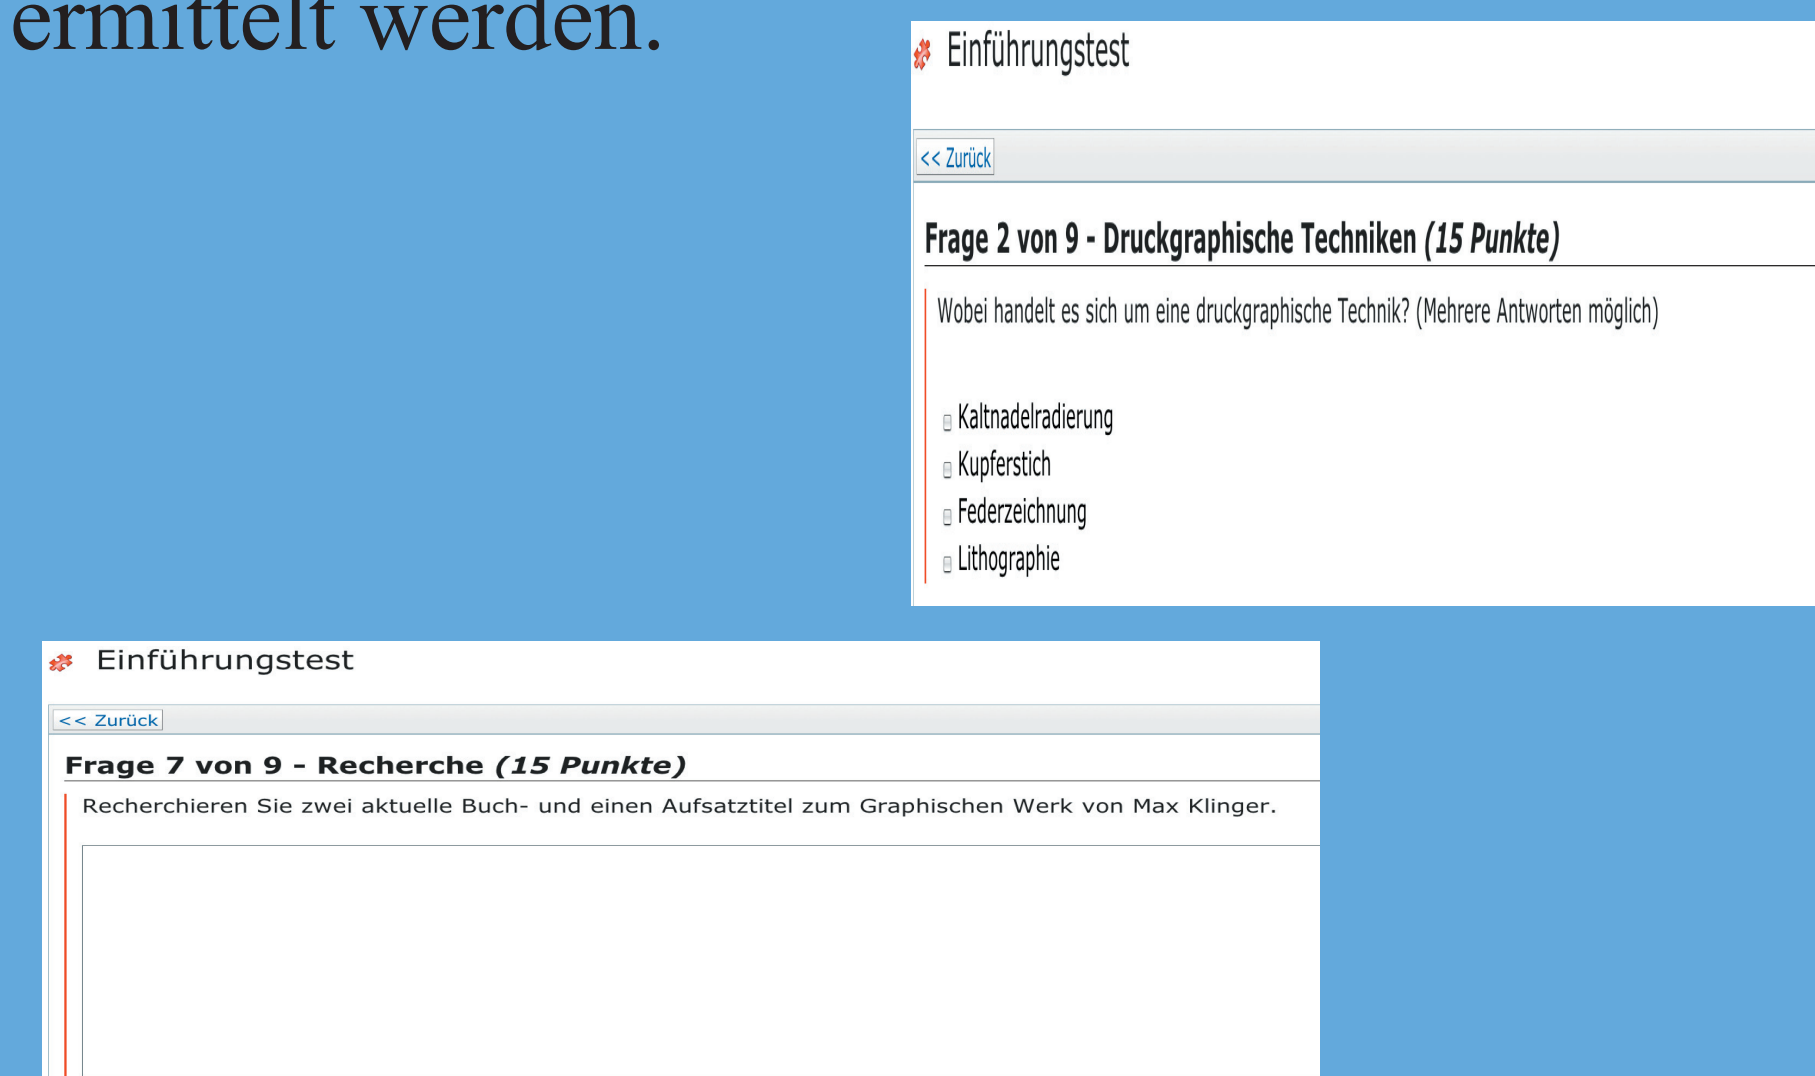 ermittelt werden.
Einführungstest
<< Zurück
Frage 2 von 9 - Druckgraphische Techniken (15 Punkte)
Wobei handelt es sich um eine druckgraphische Technik? (Mehrere Antworten möglich)
Kaltnadelradierung
Kupferstich
Federzeichnung
Lithographie
Einführungstest
<< Zurück
Frage 7 von 9 - Recherche (15 Punkte)
Recherchieren Sie zwei aktuelle Buch- und einen Aufsatztitel zum Graphischen Werk von Max Klinger.